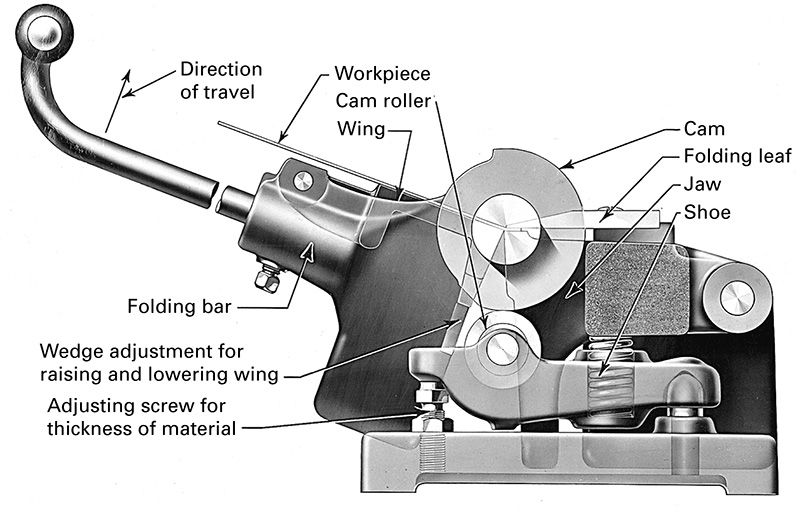 Direction
of travel
Workpiece
Cam roller
Wing
Cam
Folding leaf
Jaw
Shoe
Folding bar
Wedge adjustment for
raising and lowering wing
Adjusting screw for
thickness of material